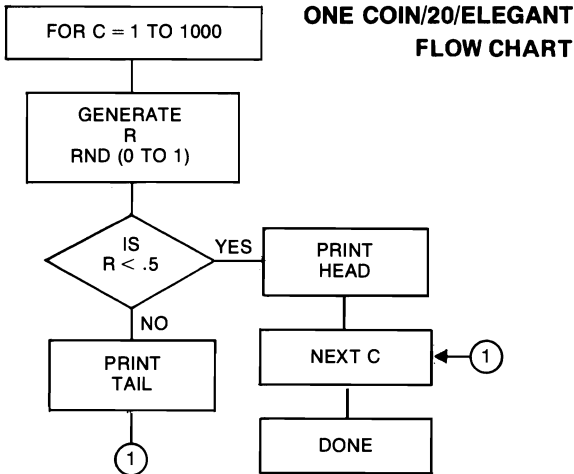 ONE COIN/20/ELEGANT
FLOW CHART
FOR C = 1 TO 1000
GENERATE
R
RND (0 TO 1)
IS
R < .5
YES
PRINT
HEAD
NO
PRINT
TAIL
NEXT C
1
DONE
1